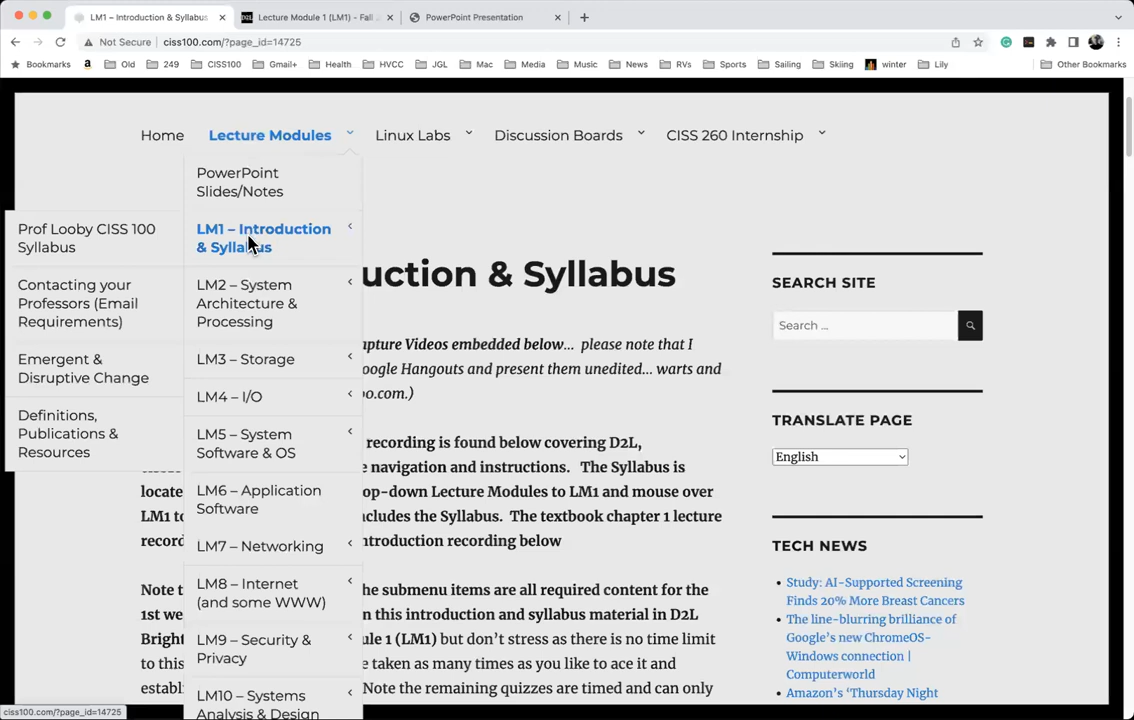 LM1 – Introduction & Syllabus
Lecture Module 1 (LM1) - Fall
PowerPoint Presentation
Not Secure
ciss100.com/?page_id=14725
Bookmarks
Old
249
CISS100
Gmail+
Health
HVCC
JGL
Mac
Media
Music
News
RVs
Sports
Sailing
Skiing
winter
Lily
Other Bookmarks
Home
Lecture Modules
Linux Labs
Discussion Boards
CISS 260 Internship
PowerPoint
Slides/Notes
LM1 – Introduction
& Syllabus
LM2 – System
Architecture &
Processing
LM3 – Storage
LM4 – I/O
LM5 – System
Software & OS
LM6 – Application
Software
LM7 – Networking
LM8 – Internet
(and some WWW)
LM9 – Security &
Privacy
LM10 – Systems
Analysis & Design
Prof Looby CISS 100
Syllabus
Contacting your
Professors (Email
Requirements)
Emergent &
Disruptive Change
Definitions,
Publications &
Resources
uction & Syllabus
pture Videos embedded below… please note that I
oogle Hangouts and present them unedited… warts and
oo.com.)
recording is found below covering D2L,
e navigation and instructions. The Syllabus is
locate op-down Lecture Modules to LM1 and mouse over
LM1 to ncludes the Syllabus. The textbook chapter 1 lecture
record ntroduction recording below
Note t he submenu items are all required content for the
1st we n this introduction and syllabus material in D2L
Bright ule 1 (LM1) but don't stress as there is no time limit
to this e taken as many times as you like to ace it and
establi Note the remaining quizzes are timed and can only
SEARCH SITE
Search …
TRANSLATE PAGE
English
TECH NEWS
Study: AI-Supported Screening
Finds 20% More Breast Cancers
The line-blurring brilliance of
Google's new ChromeOS-
Windows connection |
Computerworld
Amazon's 'Thursday Night
ciss100.com/?page_id=14725